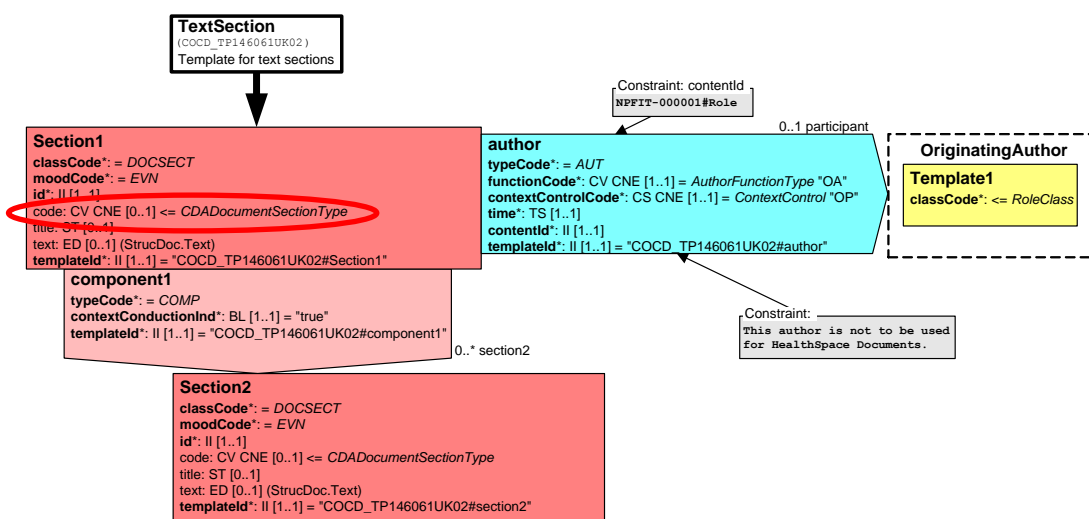 TextSection
(COCD_TP146061UK02)
Template for text sections
Constraint: contentId
NPFIT-000001#Role
0..1 participant
Section1
classCode*: = DOCSECT
moodCode*: = EVN
id*: II [1..1]
code: CV CNE [0..1] <= CDADocumentSectionType
title: ST [0..1]
text: ED [0..1] (StrucDoc.Text)
templateId*: II [1..1] = "COCD_TP146061UK02#Section1"
author
typeCode*: = AUT
functionCode*: CV CNE [1..1] = AuthorFunctionType "OA"
contextControlCode*: CS CNE [1..1] = ContextControl "OP"
time*: TS [1..1]
contentId*: II [1..1]
templateId*: II [1..1] = "COCD_TP146061UK02#author"
OriginatingAuthor
Template1
classCode*: <= RoleClass
component1
typeCode*: = COMP
contextConductionInd*: BL [1..1] = "true"
templateId*: II [1..1] = "COCD_TP146061UK02#component1"
0..* section2
Constraint:
This author is not to be used
for HealthSpace Documents.
Section2
classCode*: = DOCSECT
moodCode*: = EVN
id*: II [1..1]
code: CV CNE [0..1] <= CDADocumentSectionType
title: ST [0..1]
text: ED [0..1] (StrucDoc.Text)
templateId*: II [1..1] = "COCD_TP146061UK02#section2"